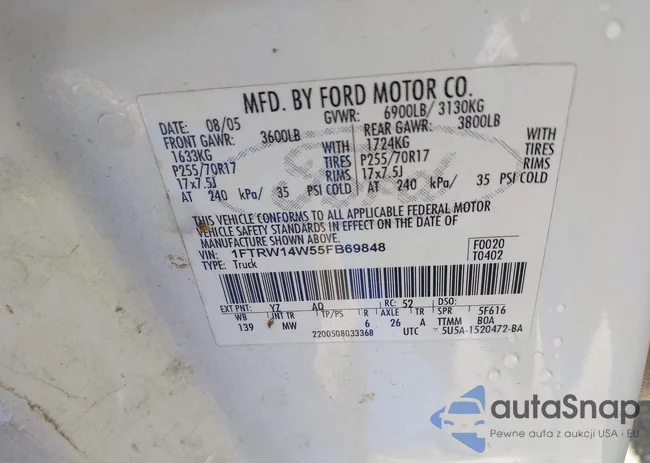 MFD. BY FORD MOTOR CO.
DATE: 08/05 GVWR: 6900LB/ 3130KG
FRONT GAWR: 3600LB REAR GAWR: 3800LB
1633KG WITH 1724KG WITH
P255/70R17 TIRES P255/70R17 TIRES
17x7.5J RIMS 17x7.5J RIMS
AT 240 kPa/ 35 PSI COLD AT 240 kPa/ 35 PSI COLD
THIS VEHICLE CONFORMS TO ALL APPLICABLE FEDERAL MOTOR
VEHICLE SAFETY STANDARDS IN EFFECT ON THE DATE OF
MANUFACTURE SHOWN ABOVE.
VIN: 1FTRW14W55FB69848 F0020
TYPE: Truck T0402
EXT PNT: YZ AQ RC: 52 DSO:
WB INT TR TP/PS R AXLE TR SPR 5F616
139 MW 6 26 A TTMM BOA
2200508033368 UTC 5U5A-1520472-BA
Ford
autaSnap
Pewne auta z aukcji USA i EU